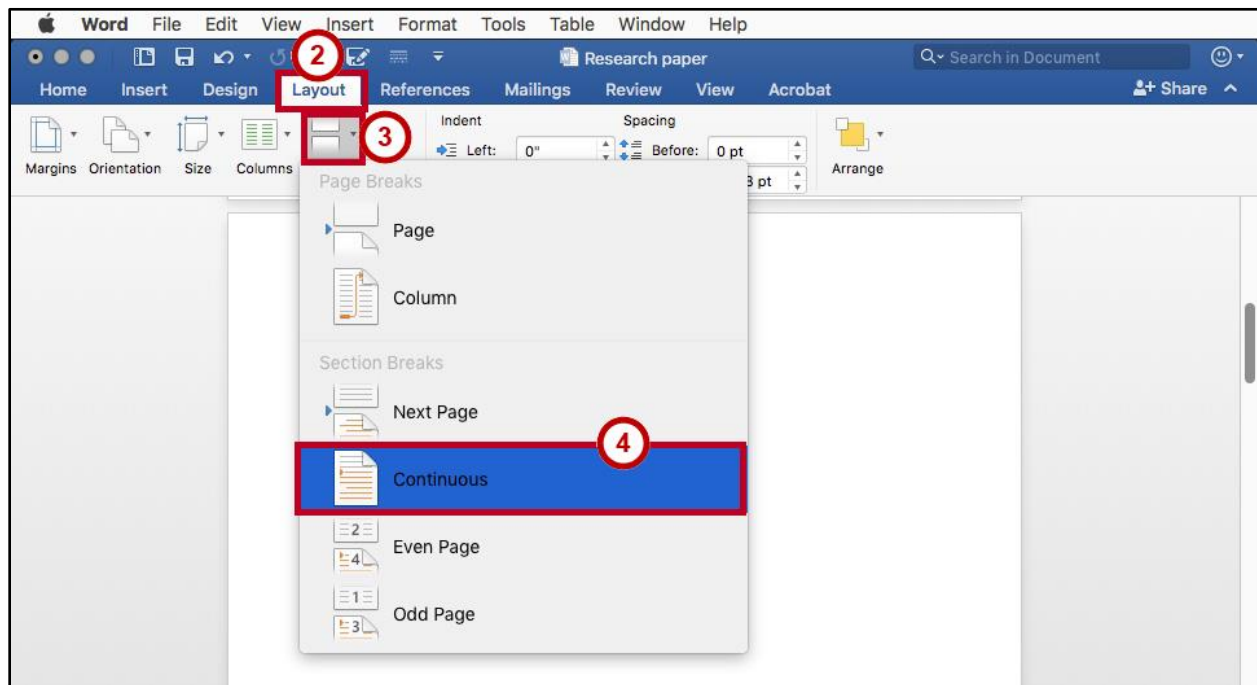 Word File Edit View Insert Format Tools Table Window Help
2
Research paper
Search in Document
Home Insert Design Layout References Mailings Review View Acrobat Share
3
Indent Spacing
Left: 0" Before: 0 pt
Margins Orientation Size Columns Arrange
Page Breaks
pt
Page
Column
Section Breaks
Next Page
4
Continuous
2
4
Even Page
1
3
Odd Page